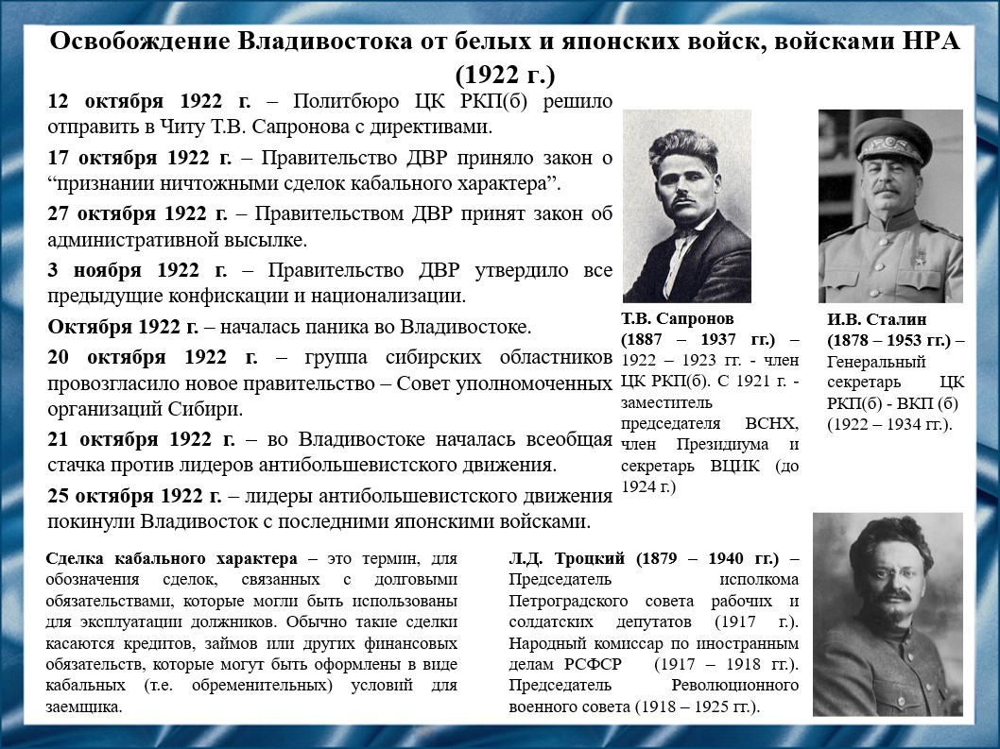 Освобождение Владивостока от белых и японских войск, войсками НРА
(1922 г.)
12 октября 1922 г. – Политбюро ЦК РКП(б) решило
отправить в Читу Т.В. Сапронова с директивами.
17 октября 1922 г. – Правительство ДВР приняло закон о
“признании ничтожными сделок кабального характера”.
27 октября 1922 г. – Правительством ДВР принят закон об
административной высылке.
3 ноября 1922 г. – Правительство ДВР утвердило все
предыдущие конфискации и национализации.
Октября 1922 г. – началась паника во Владивостоке.
20 октября 1922 г. – группа сибирских областников
провозгласило новое правительство – Совет уполномоченных
организаций Сибири.
21 октября 1922 г. – во Владивостоке началась всеобщая
стачка против лидеров антибольшевистского движения.
25 октября 1922 г. – лидеры антибольшевистского движения
покинули Владивосток с последними японскими войсками.
Т.В. Сапронов
(1887 – 1937 гг.) –
1922 – 1923 гг. - член
ЦК РКП(б). С 1921 г. -
заместитель
председателя ВСНХ,
член Президиума и
секретарь ВЦИК (до
1924 г.)
И.В. Сталин
(1878 – 1953 гг.) –
Генеральный
секретарь ЦК
РКП(б) - ВКП (б)
(1922 – 1934 гг.).
Сделка кабального характера – это термин, для
обозначения сделок, связанных с долговыми
обязательствами, которые могли быть использованы
для эксплуатации должников. Обычно такие сделки
касаются кредитов, займов или других финансовых
обязательств, которые могут быть оформлены в виде
кабальных (т.е. обременительных) условий для
заемщика.
Л.Д. Троцкий (1879 – 1940 гг.) –
Председатель исполкома
Петроградского совета рабочих и
солдатских депутатов (1917 г.).
Народный комиссар по иностранным
делам РСФСР (1917 – 1918 гг.).
Председатель Революционного
военного совета (1918 – 1925 гг.).